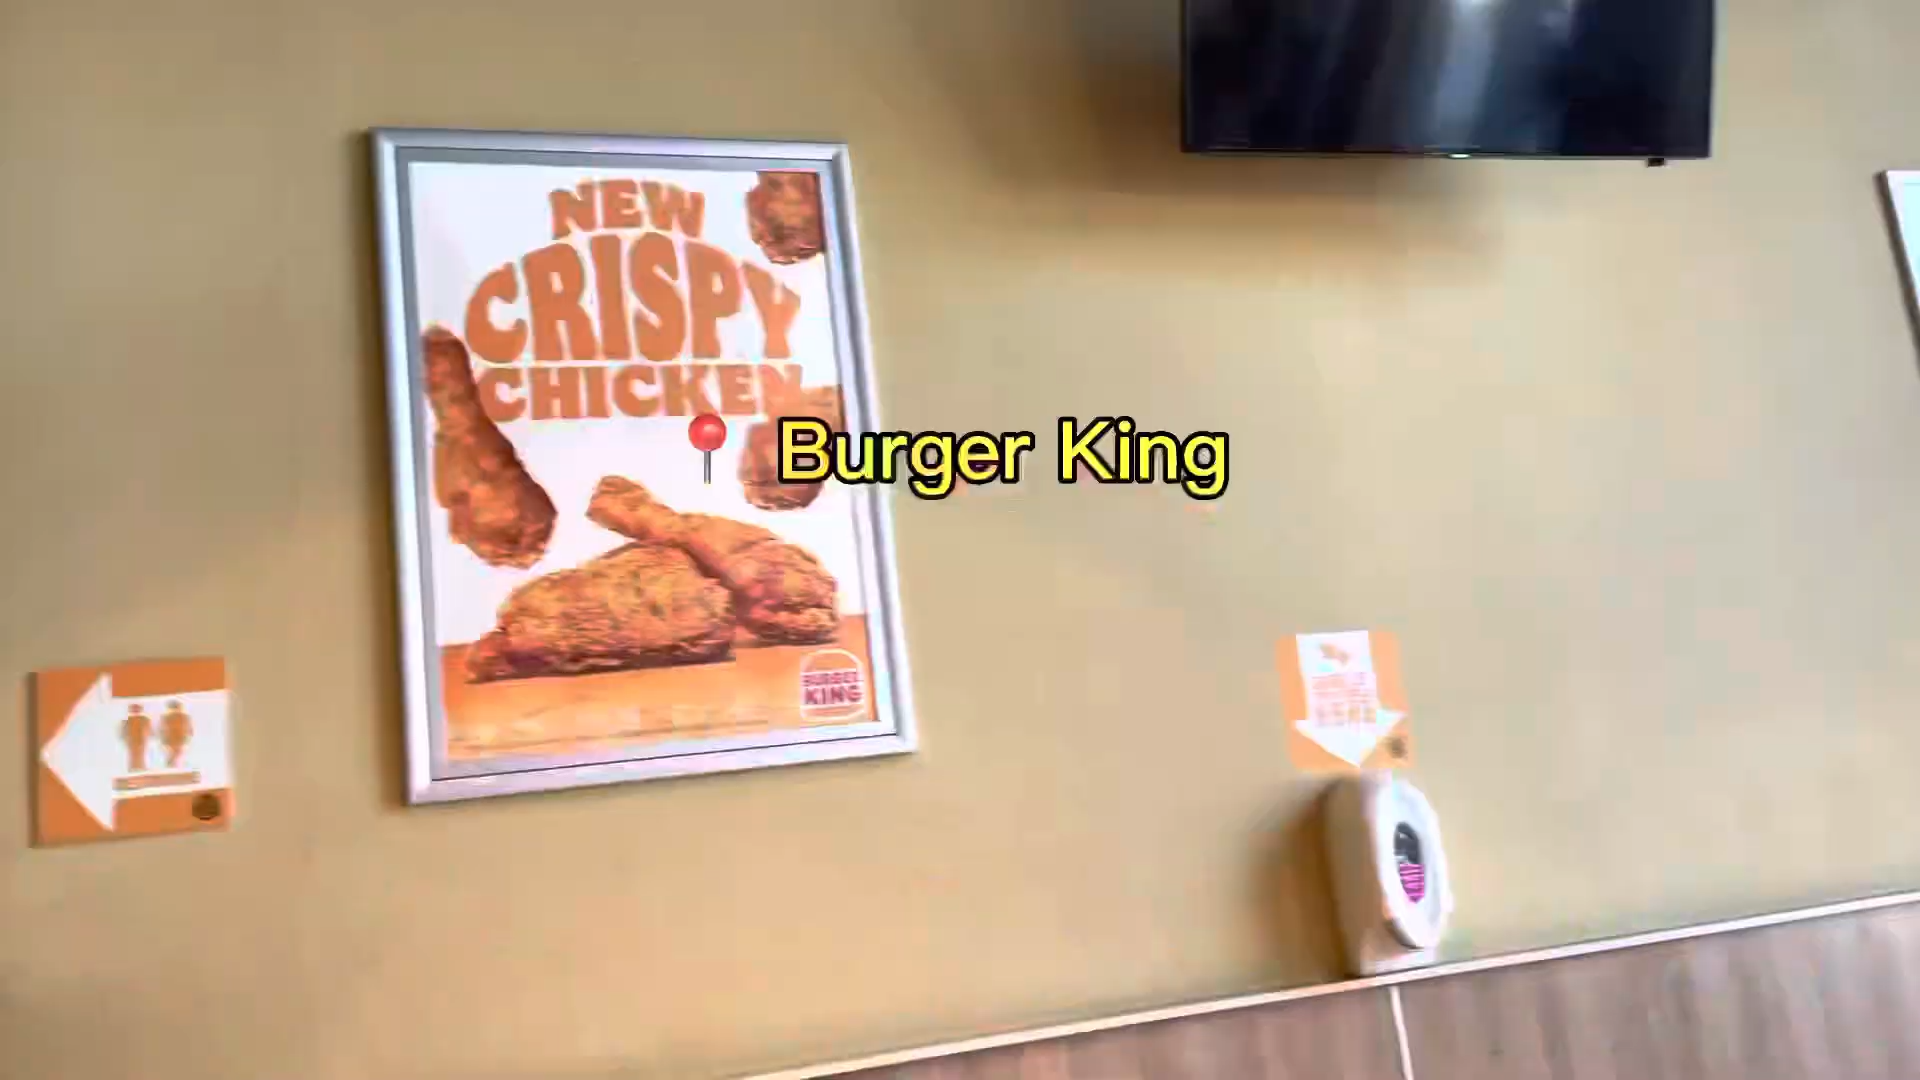 NEW
CRISPY
CHICKEN
📍 Burger King
BURGER
KING